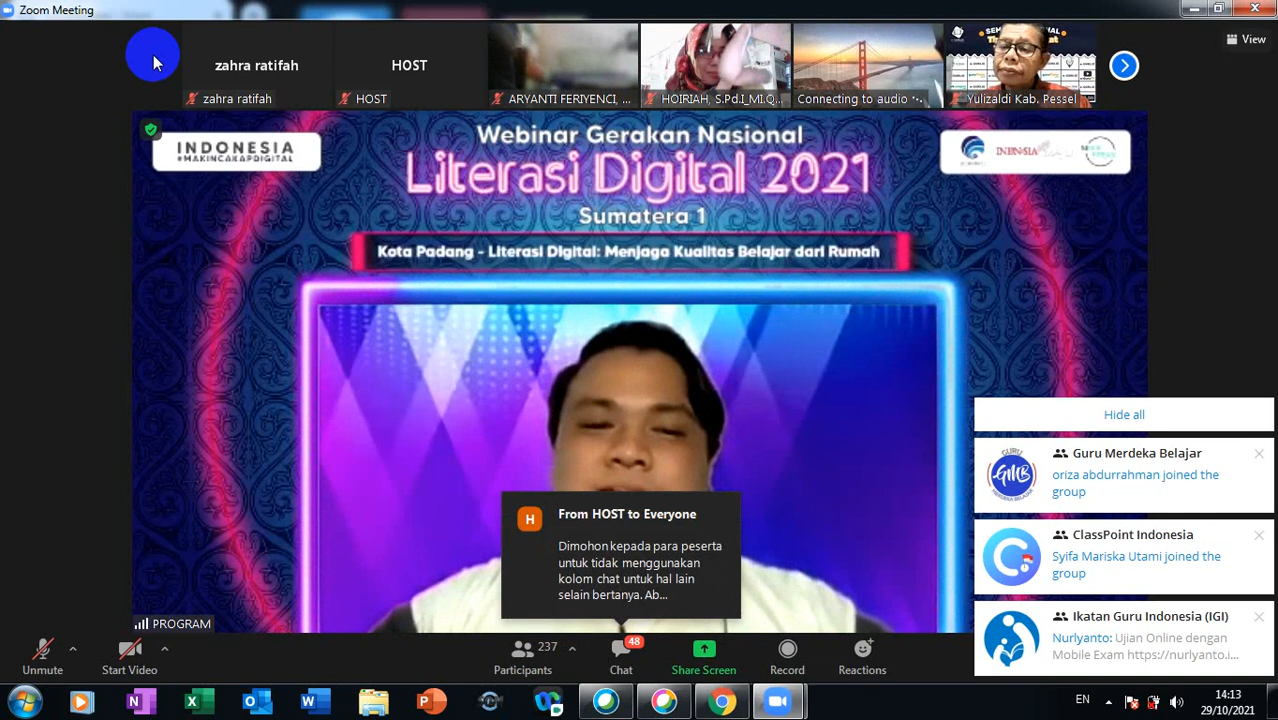 Zoom Meeting
zahra ratifah
HOST
View
zahra ratifah
HOST
ARYANTI FERIYENCI, ...
HOIRIAH, S.Pd.I_MI.Q...
Connecting to audio
Yulizaldi Kab. Pessel
INDONESIA
#MAKINCAKAPDIGITAL
Webinar Gerakan Nasional
Literasi Digital 2021
Sumatera 1
Kota Padang - Literasi Digital: Menjaga Kualitas Belajar dari Rumah
Hide all
Guru Merdeka Belajar
oriza abdurrahman joined the
group
ClassPoint Indonesia
Syifa Mariska Utami joined the
group
Ikatan Guru Indonesia (IGI)
Nurlyanto: Ujian Online dengan
Mobile Exam https://nurlyanto.i...
H
From HOST to Everyone
Dimohon kepada para peserta
untuk tidak menggunakan
kolom chat untuk hal lain
selain bertanya. Ab...
PROGRAM
237
48
Unmute
Start Video
Participants
Chat
Share Screen
Record
Reactions
EN
14:13
29/10/2021